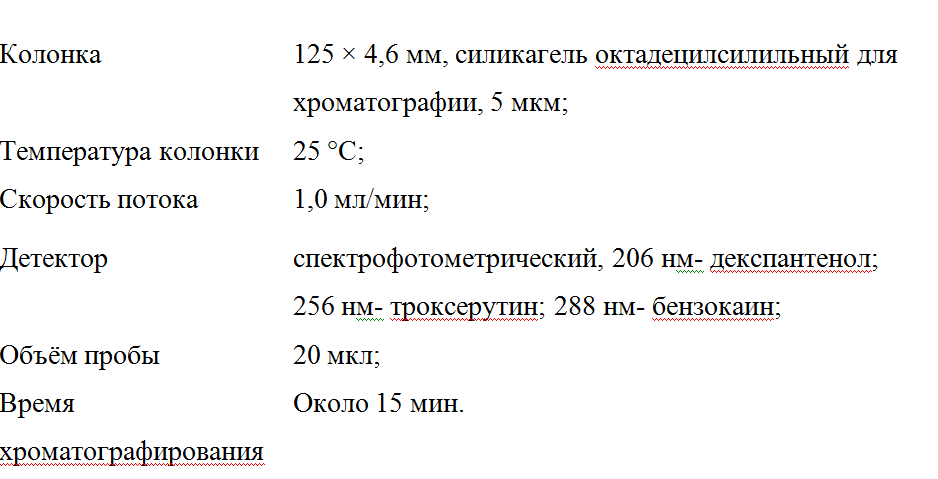 Колонка 125 × 4,6 мм, силикагель октадецилсилильный для
хроматографии, 5 мкм;
Температура колонки 25 °С;
Скорость потока 1,0 мл/мин;
Детектор спектрофотометрический, 206 нм- декспантенол;
256 нм- троксерутин; 288 нм- бензокаин;
Объём пробы 20 мкл;
Время Около 15 мин.
хроматографирования